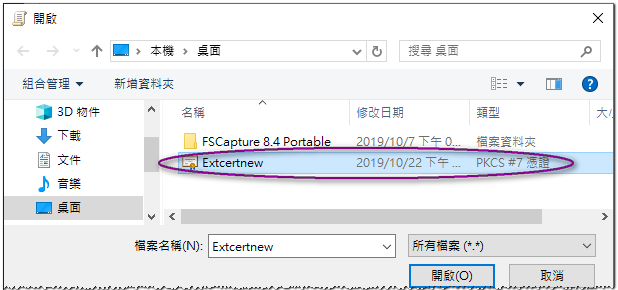 開啟
本機 > 桌面
搜尋 桌面
組合管理 新增資料夾
3D 物件
下載
文件
音樂
桌面
名稱 修改日期 類型 大小
FSCapture 8.4 Portable 2019/10/7 下午 0... 檔案資料夾
Extcertnew 2019/10/22 下午 ... PKCS #7 憑證
檔案名稱(N): Extcertnew 所有檔案 (*.*)
開啟(O) 取消